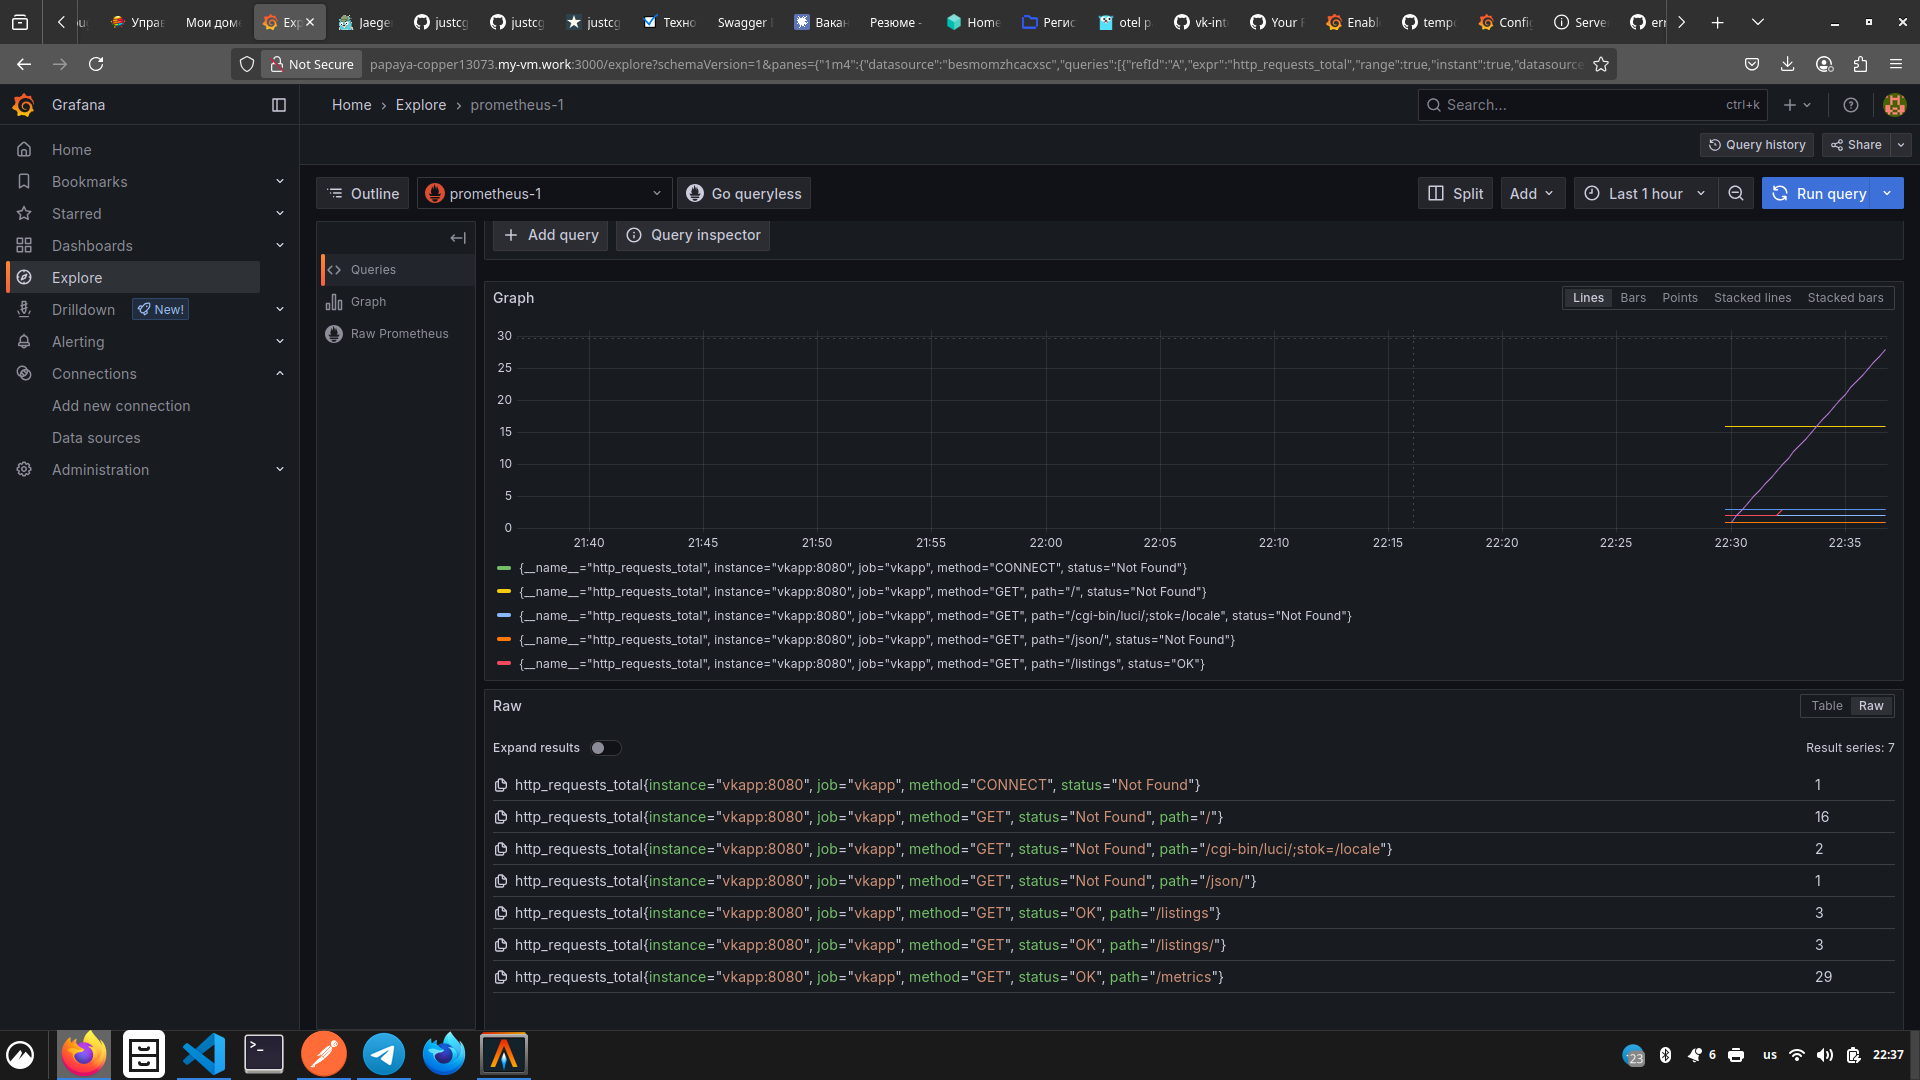 Управ
Мои дом
Exp
Jaege
justcg
justcg
justcg
Техно
Swagger
Вакан
Резюме -
Home
Регис
otel p
vk-int
Your F
Enabl
temp
Config
Server
err
Not Secure
papaya-copper13073.my-vm.work:3000/explore?schemaVersion=1&panes={"1m4":{"datasource":"besmomzhcacxsc","queries":[{"refId":"A","expr":"http_requests_total","range":true,"instant":true,"datasource
Grafana
Home › Explore › prometheus-1
Search...
ctrl+k
Query history
Share
Home
Bookmarks
Starred
Dashboards
Explore
Drilldown
New!
Alerting
Connections
Add new connection
Data sources
Administration
Outline
prometheus-1
Go queryless
Split
Add
Last 1 hour
Run query
Queries
Graph
Raw Prometheus
Add query
Query inspector
Graph
Lines
Bars
Points
Stacked lines
Stacked bars
30
25
20
15
10
5
0
21:40
21:45
21:50
21:55
22:00
22:05
22:10
22:15
22:20
22:25
22:30
22:35
{__name__="http_requests_total", instance="vkapp:8080", job="vkapp", method="CONNECT", status="Not Found"}
{__name__="http_requests_total", instance="vkapp:8080", job="vkapp", method="GET", path="/", status="Not Found"}
{__name__="http_requests_total", instance="vkapp:8080", job="vkapp", method="GET", path="/cgi-bin/luci/;stok=/locale", status="Not Found"}
{__name__="http_requests_total", instance="vkapp:8080", job="vkapp", method="GET", path="/json/", status="Not Found"}
{__name__="http_requests_total", instance="vkapp:8080", job="vkapp", method="GET", path="/listings", status="OK"}
Raw
Table
Raw
Expand results
Result series: 7
http_requests_total{instance="vkapp:8080", job="vkapp", method="CONNECT", status="Not Found"} 1
http_requests_total{instance="vkapp:8080", job="vkapp", method="GET", status="Not Found", path="/"} 16
http_requests_total{instance="vkapp:8080", job="vkapp", method="GET", status="Not Found", path="/cgi-bin/luci/;stok=/locale"} 2
http_requests_total{instance="vkapp:8080", job="vkapp", method="GET", status="Not Found", path="/json/"} 1
http_requests_total{instance="vkapp:8080", job="vkapp", method="GET", status="OK", path="/listings"} 3
http_requests_total{instance="vkapp:8080", job="vkapp", method="GET", status="OK", path="/listings/"} 3
http_requests_total{instance="vkapp:8080", job="vkapp", method="GET", status="OK", path="/metrics"} 29
23
6
us
22:37